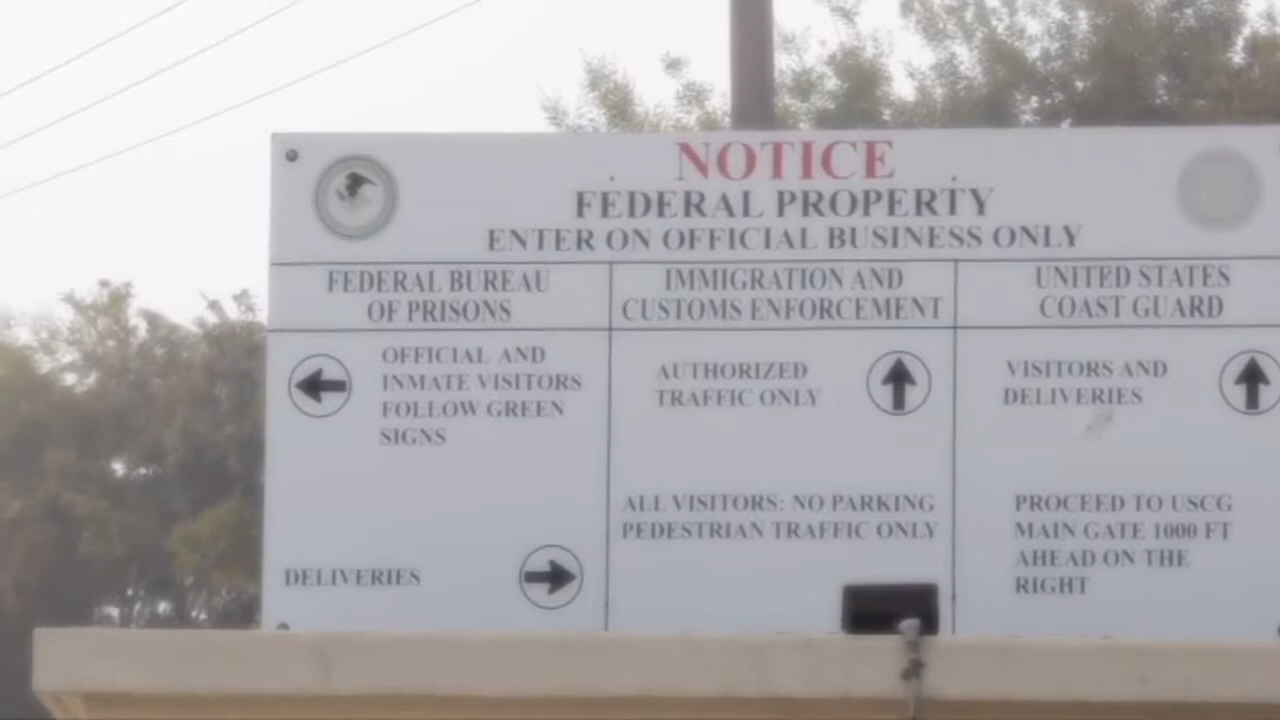 NOTICE
FEDERAL PROPERTY
ENTER ON OFFICIAL BUSINESS ONLY
FEDERAL BUREAU
OF PRISONS
IMMIGRATION AND
CUSTOMS ENFORCEMENT
UNITED STATES
COAST GUARD
OFFICIAL AND
INMATE VISITORS
FOLLOW GREEN
SIGNS
DELIVERIES
AUTHORIZED
TRAFFIC ONLY
ALL VISITORS: NO PARKING
PEDESTRIAN TRAFFIC ONLY
VISITORS AND
DELIVERIES
PROCEED TO USCG
MAIN GATE 1000 FT
AHEAD ON THE
RIGHT